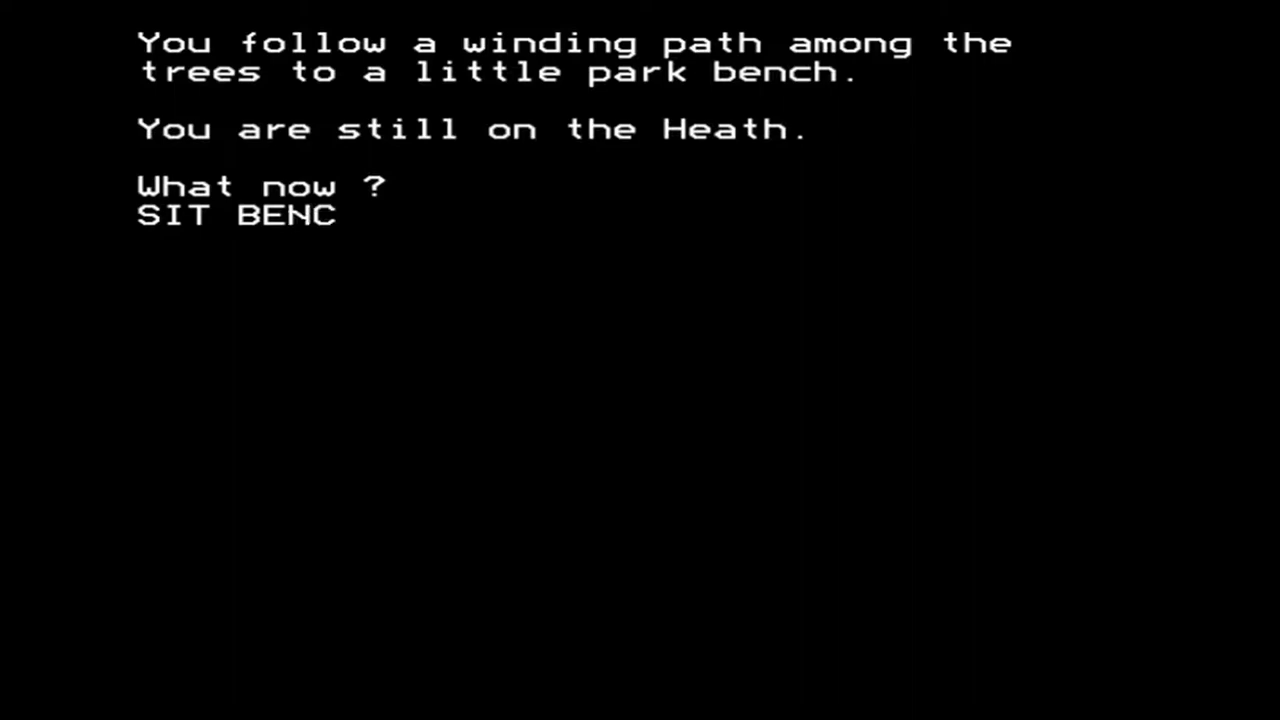 You follow a winding path among the
trees to a little park bench.
You are still on the Heath.
What now ?
SIT BENC